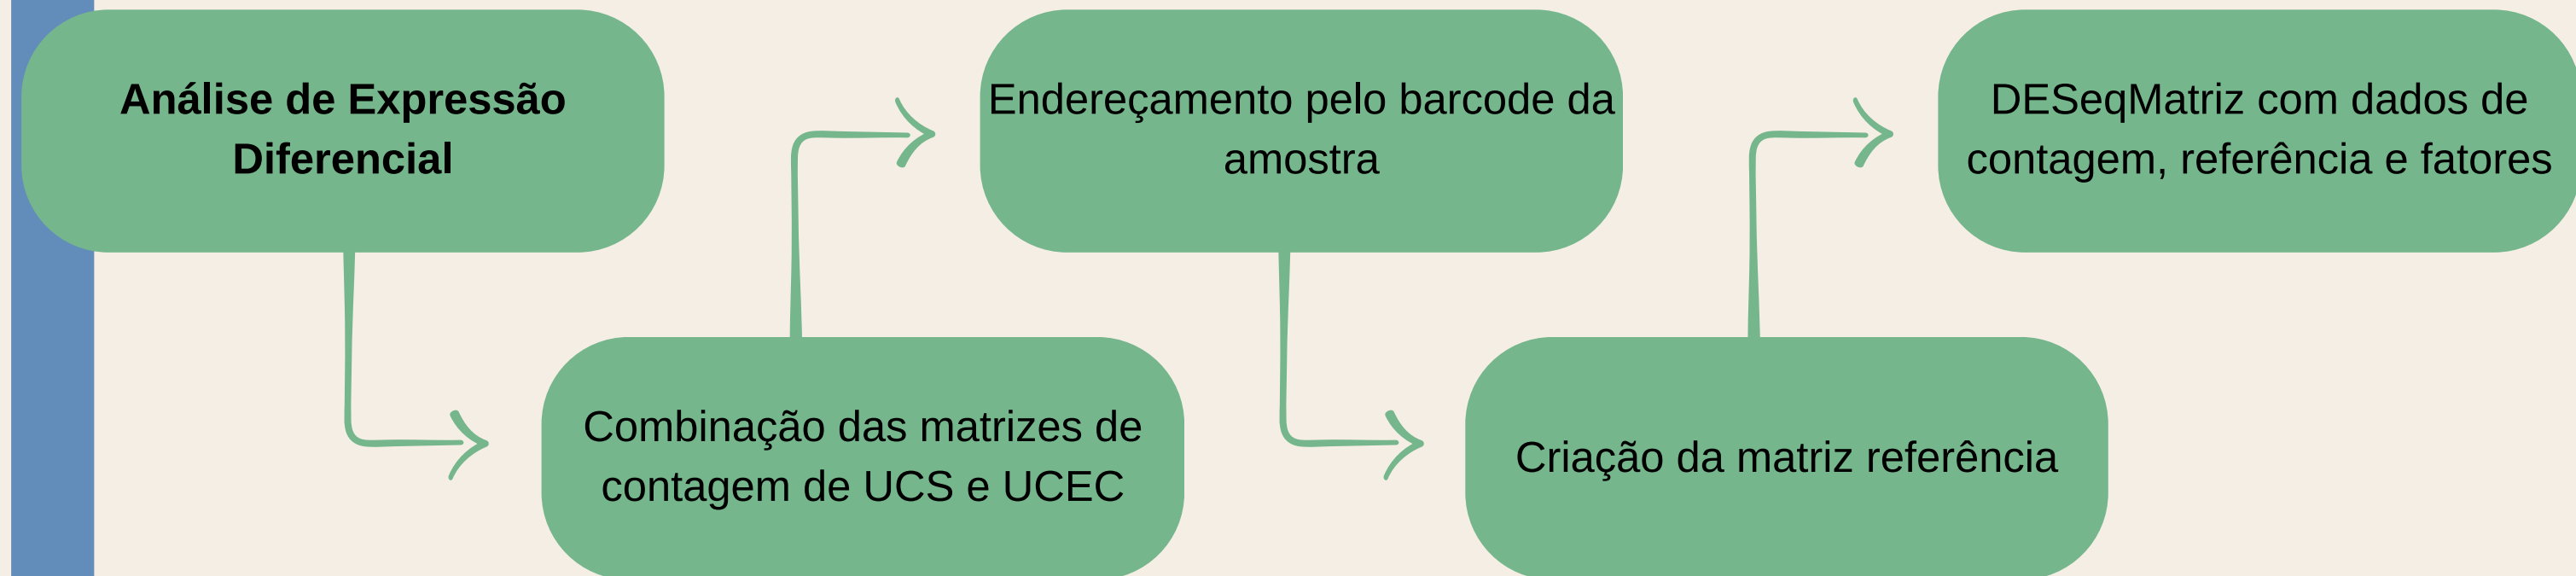 Análise de Expressão
Diferencial
Combinação das matrizes de
contagem de UCS e UCEC
Endereçamento pelo barcode da
amostra
Criação da matriz referência
DESeqMatriz com dados de
contagem, referência e fatores